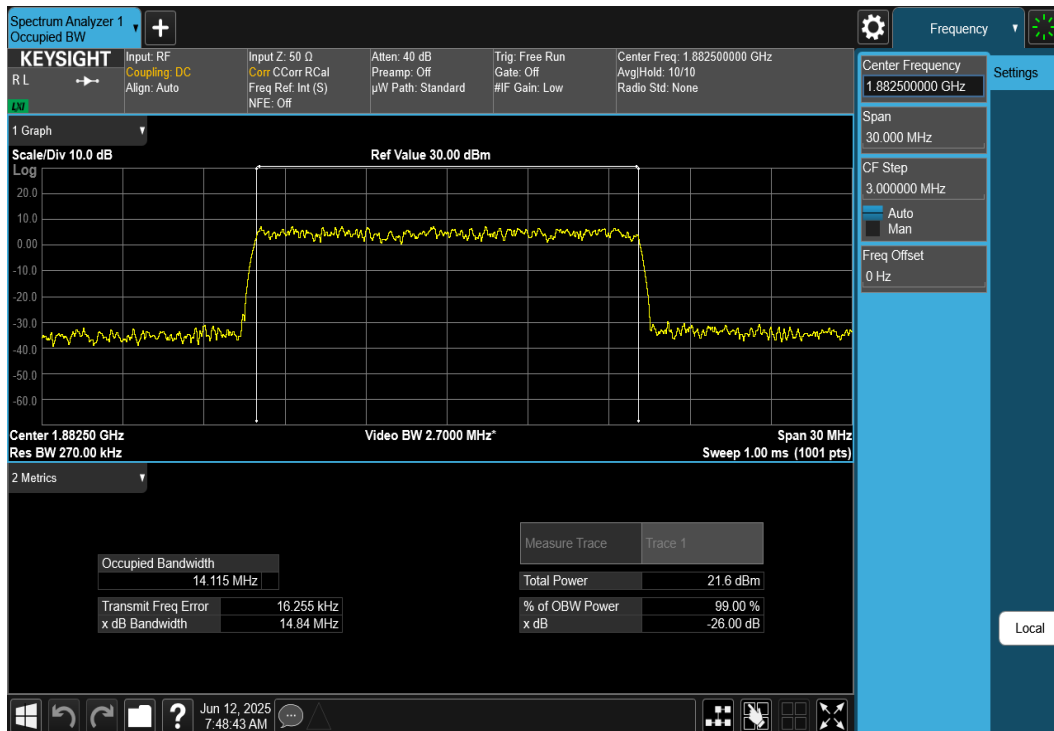 Spectrum Analyzer 1
Occupied BW
+
Frequency
KEYSIGHT
R L
LXI
Input: RF
Coupling: DC
Align: Auto
Input Z: 50 Ω
Corr CCorr RCal
Freq Ref: Int (S)
NFE: Off
Atten: 40 dB
Preamp: Off
µW Path: Standard
Trig: Free Run
Gate: Off
#IF Gain: Low
Center Freq: 1.882500000 GHz
Avg|Hold: 10/10
Radio Std: None
Center Frequency
1.882500000 GHz
Settings
Span
30.000 MHz
CF Step
3.000000 MHz
Auto
Man
Freq Offset
0 Hz
Local
1 Graph
Scale/Div 10.0 dB
Ref Value 30.00 dBm
Log
20.0
10.0
0.00
-10.0
-20.0
-30.0
-40.0
-50.0
-60.0
Center 1.88250 GHz
Video BW 2.7000 MHz*
Span 30 MHz
Res BW 270.00 kHz
Sweep 1.00 ms (1001 pts)
2 Metrics
Measure Trace
Trace 1
Occupied Bandwidth
14.115 MHz
Total Power
21.6 dBm
Transmit Freq Error
16.255 kHz
% of OBW Power
99.00 %
x dB Bandwidth
14.84 MHz
x dB
-26.00 dB
?
Jun 12, 2025
7:48:43 AM